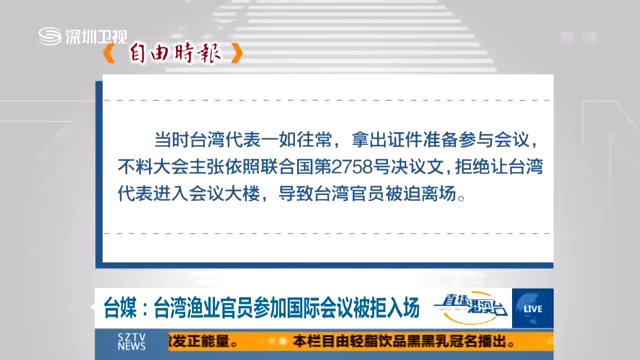 深圳卫视
高清
自由時報
当时台湾代表一如往常，拿出证件准备参与会议，
不料大会主张依照联合国第2758号决议文，拒绝让台湾
代表进入会议大楼，导致台湾官员被迫离场。
台媒：台湾渔业官员参加国际会议被拒入场
直播港澳台
LIVE
SZTV
NEWS
发正能量。
本栏目由轻脂饮品黑黑乳冠名播出。